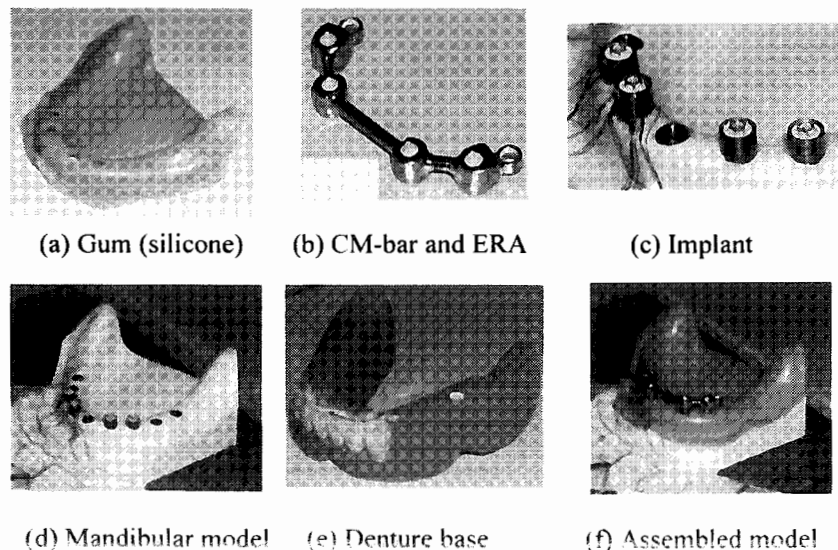 (a) Gum (silicone) (b) CM-bar and ERA (c) Implant
(d) Mandibular model (e) Denture base (f) Assembled model